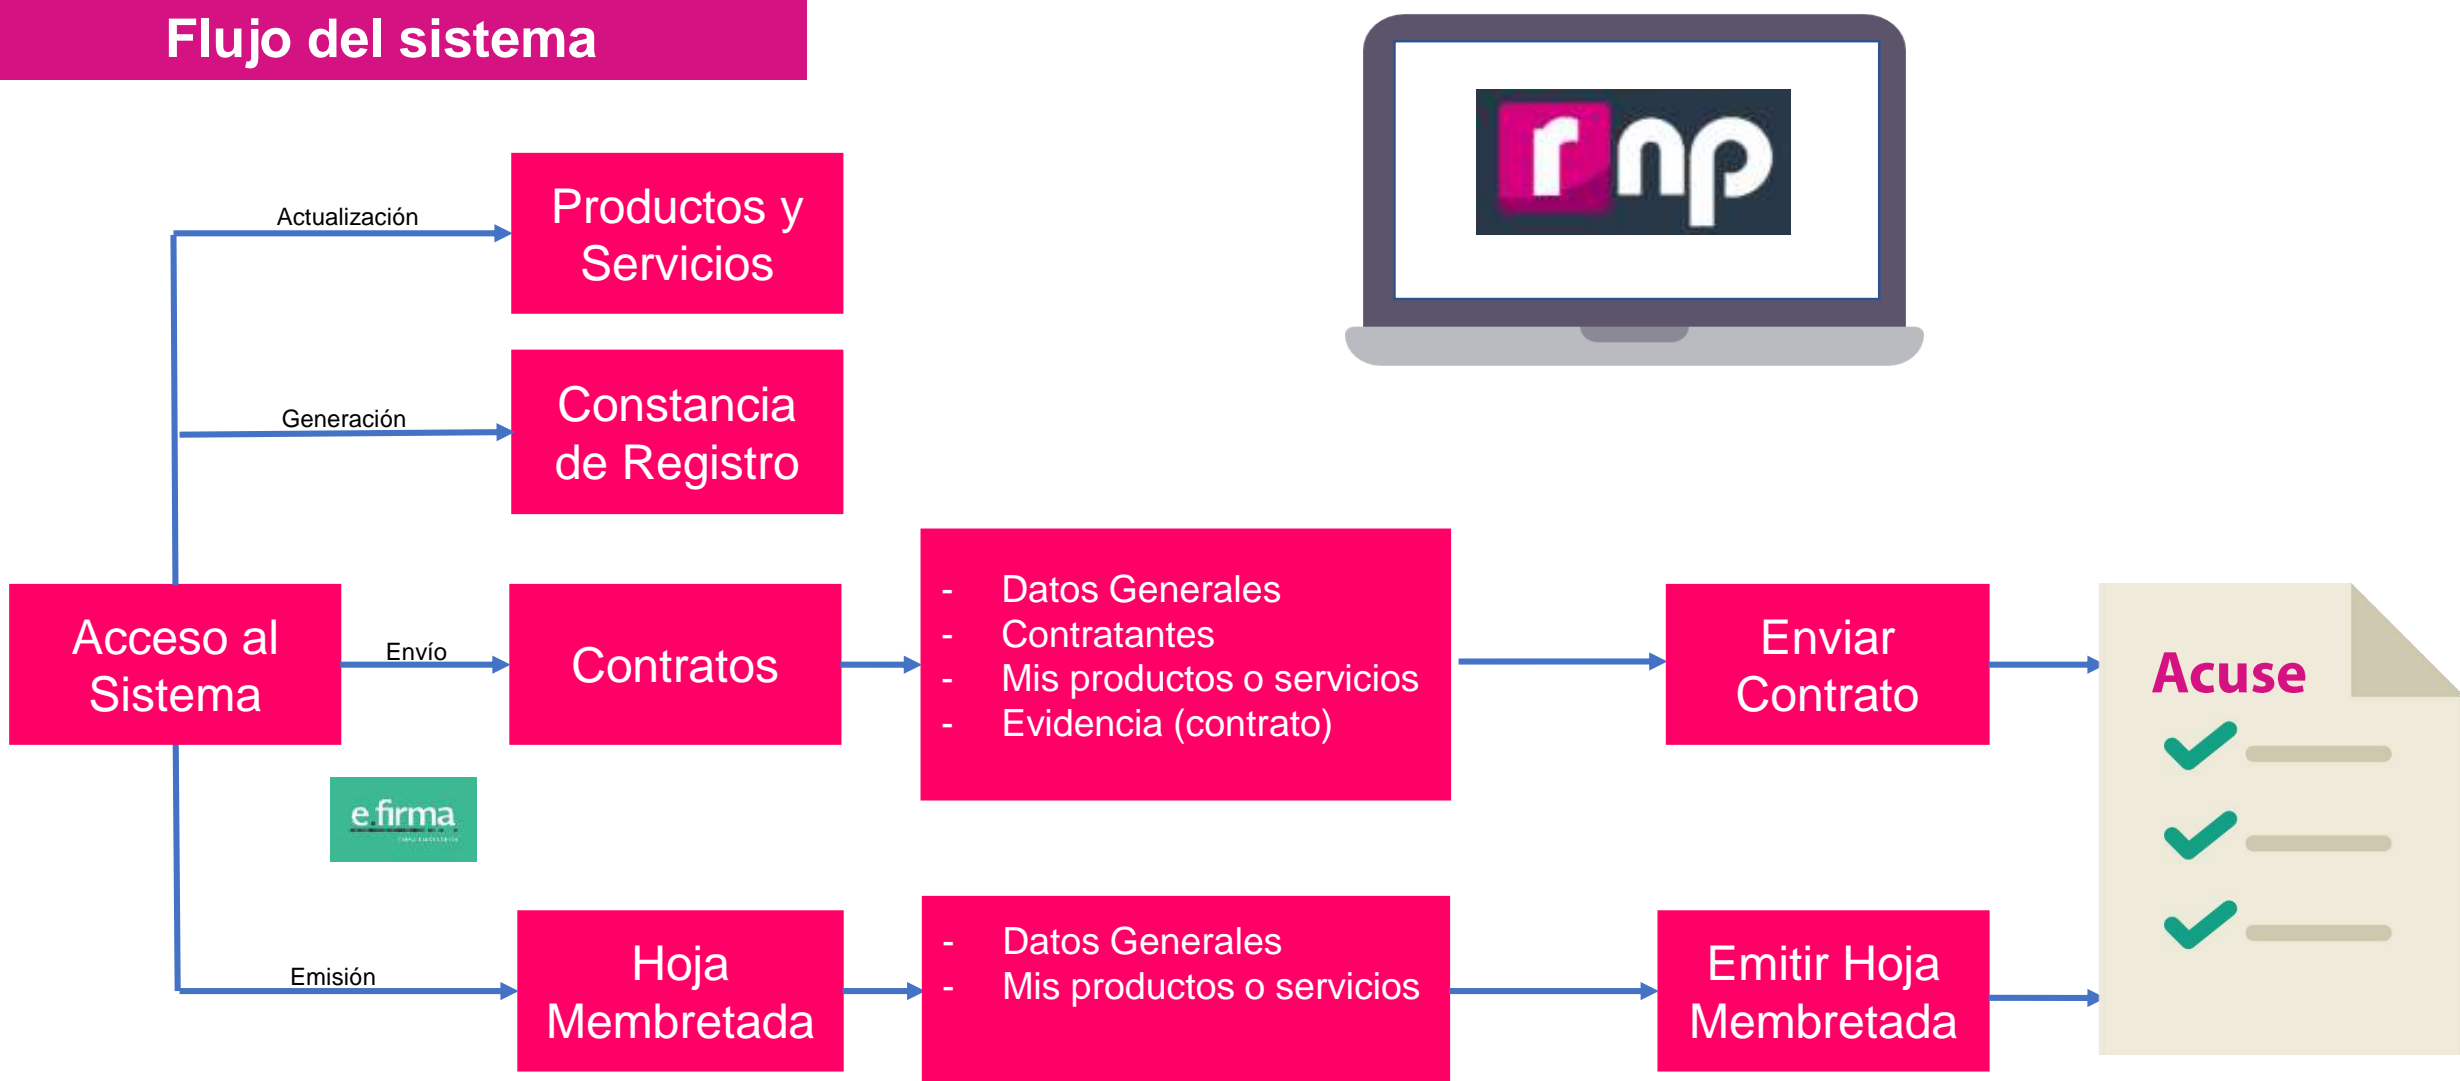 Flujo del sistema
rnp
Actualización
Productos y
Servicios
Generación
Constancia
de Registro
Acceso al
Sistema
Envío
Contratos
- Datos Generales
- Contratantes
- Mis productos o servicios
- Evidencia (contrato)
Enviar
Contrato
Acuse
e.firma
Emisión
Hoja
Membretada
- Datos Generales
- Mis productos o servicios
Emitir Hoja
Membretada